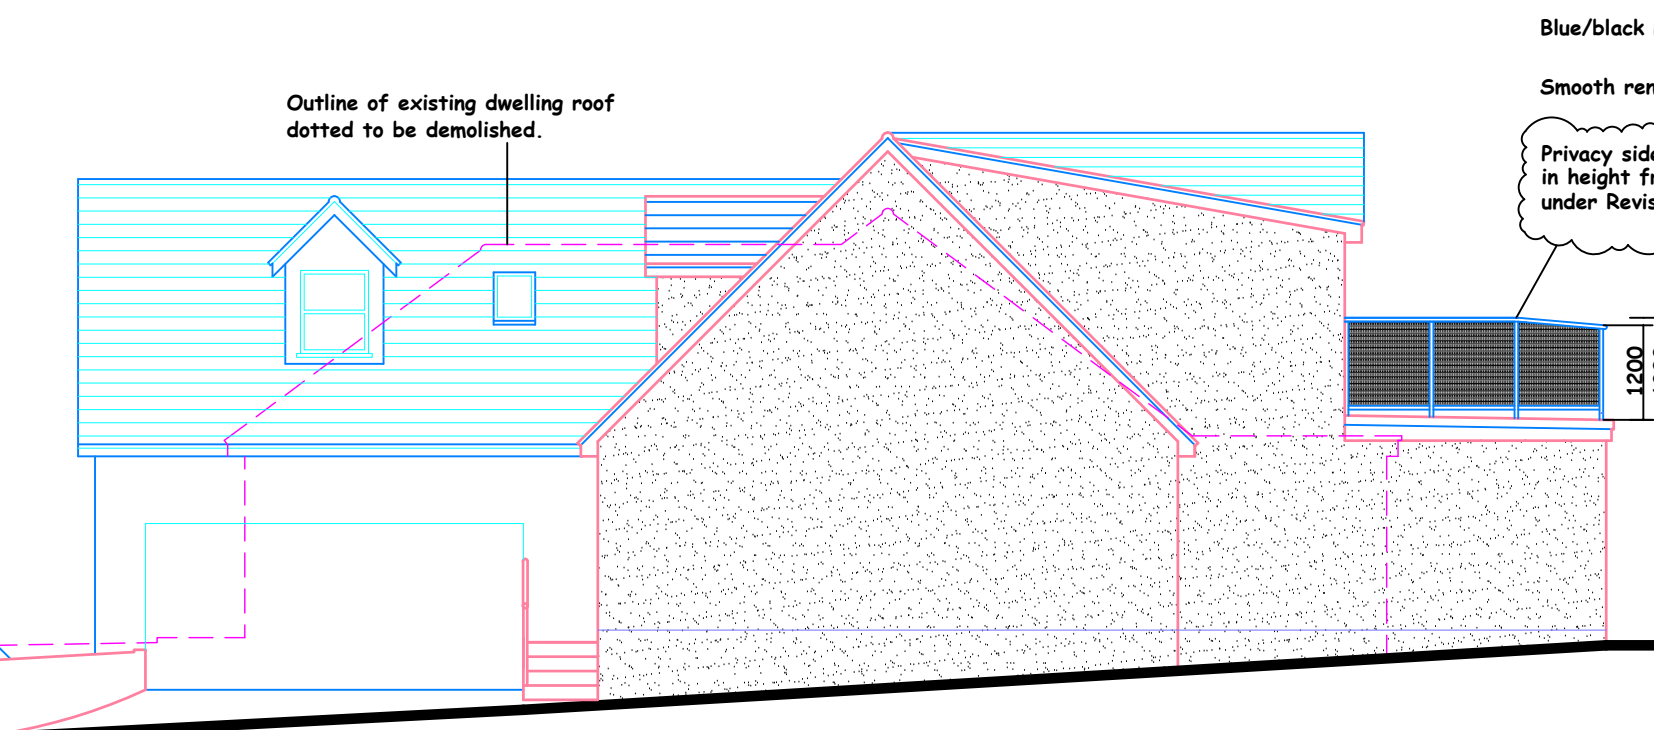 Blue/black
Outline of existing dwelling roof
dotted to be demolished.
Smooth
Privacy
in height
under
1200